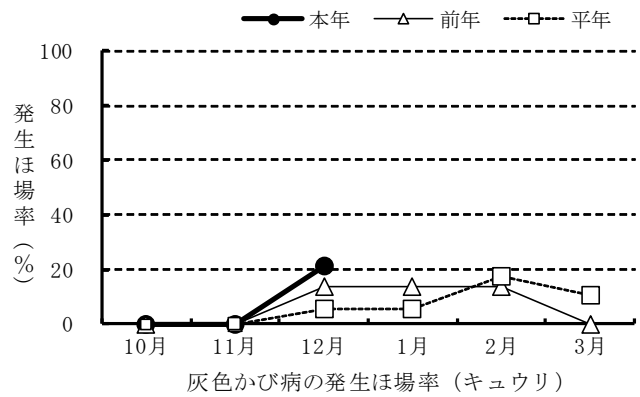 本年 前年 平年
100
80
60
40
20
0
発生ほ場率(%)
10月 11月 12月 1月 2月 3月
灰色かび病の発生ほ場率（キュウリ）